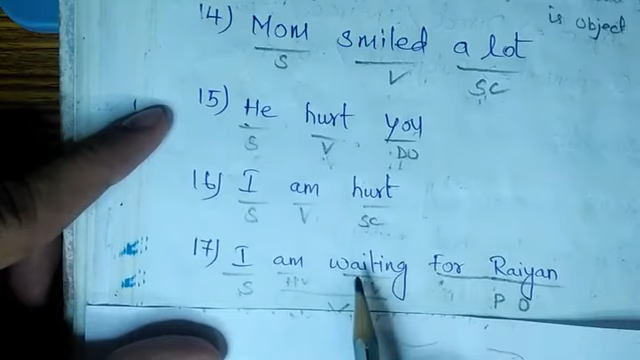 is object
14) Mom smiled a lot
S V SC
15) He hurt you
S V DO
16) I am hurt
S V SC
17) I am waiting for Raiyan
HV
S V P O